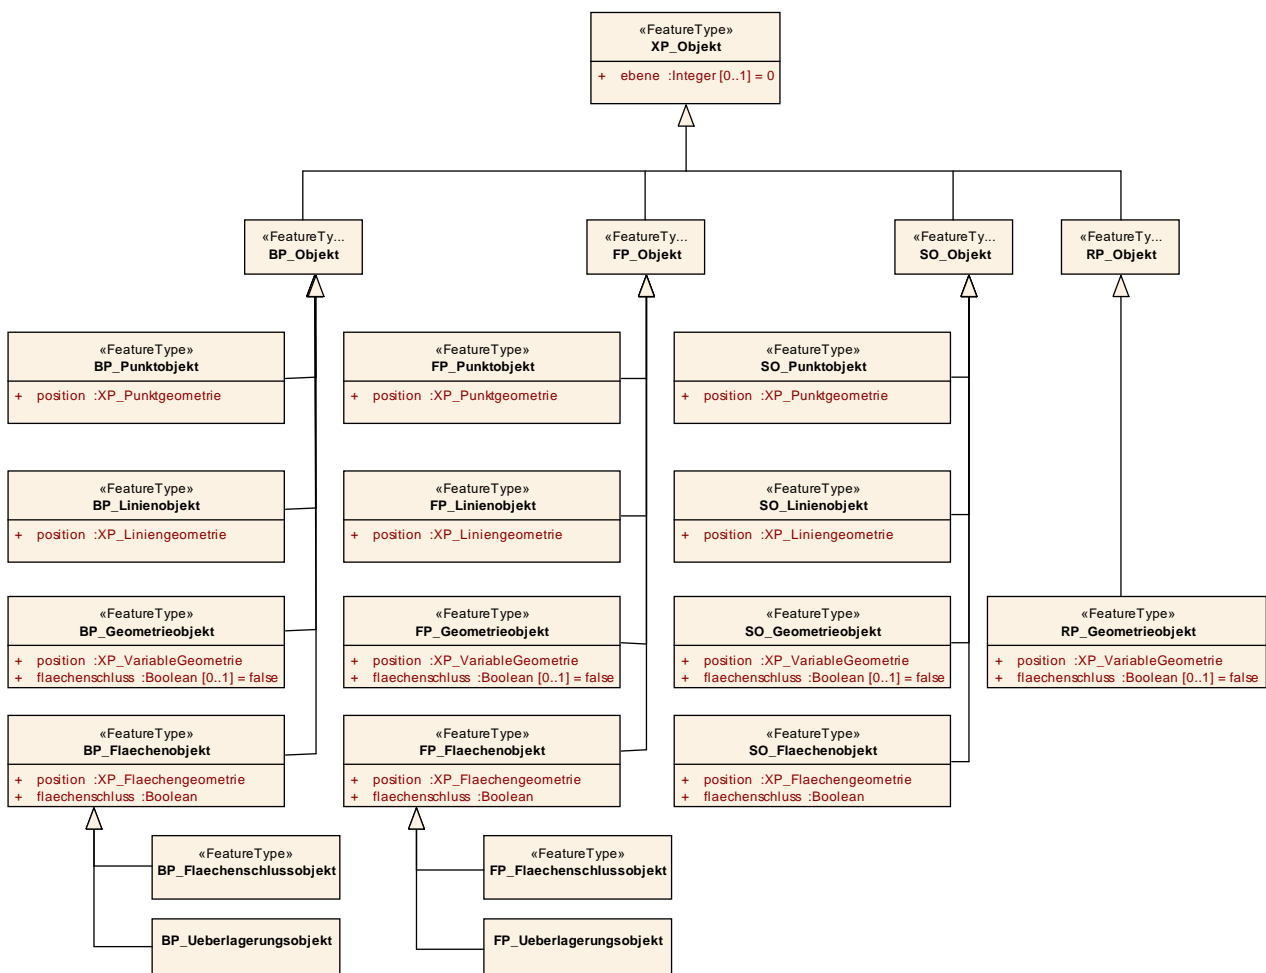 «FeatureType»
XP_Objekt
+ ebene :Integer [0..1] = 0
«FeatureTy...
BP_Objekt
«FeatureTy...
FP_Objekt
«FeatureTy...
SO_Objekt
«FeatureTy...
RP_Objekt
«FeatureType»
BP_Punktobjekt
+ position :XP_Punktgeometrie
«FeatureType»
FP_Punktobjekt
+ position :XP_Punktgeometrie
«FeatureType»
SO_Punktobjekt
+ position :XP_Punktgeometrie
«FeatureType»
BP_Linienobjekt
+ position :XP_Liniengeometrie
«FeatureType»
FP_Linienobjekt
+ position :XP_Liniengeometrie
«FeatureType»
SO_Linienobjekt
+ position :XP_Liniengeometrie
«FeatureType»
BP_Geometrieobjekt
+ position :XP_VariableGeometrie
+ flaechenschluss :Boolean [0..1] = false
«FeatureType»
FP_Geometrieobjekt
+ position :XP_VariableGeometrie
+ flaechenschluss :Boolean [0..1] = false
«FeatureType»
SO_Geometrieobjekt
+ position :XP_VariableGeometrie
+ flaechenschluss :Boolean [0..1] = false
«FeatureType»
RP_Geometrieobjekt
+ position :XP_VariableGeometrie
+ flaechenschluss :Boolean [0..1] = false
«FeatureType»
BP_Flaechenobjekt
+ position :XP_Flaechengeometrie
+ flaechenschluss :Boolean
«FeatureType»
FP_Flaechenobjekt
+ position :XP_Flaechengeometrie
+ flaechenschluss :Boolean
«FeatureType»
SO_Flaechenobjekt
+ position :XP_Flaechengeometrie
+ flaechenschluss :Boolean
«FeatureType»
BP_Flaechenschlussobjekt
«FeatureType»
FP_Flaechenschlussobjekt
BP_Ueberlagerungsobjekt
FP_Ueberlagerungsobjekt